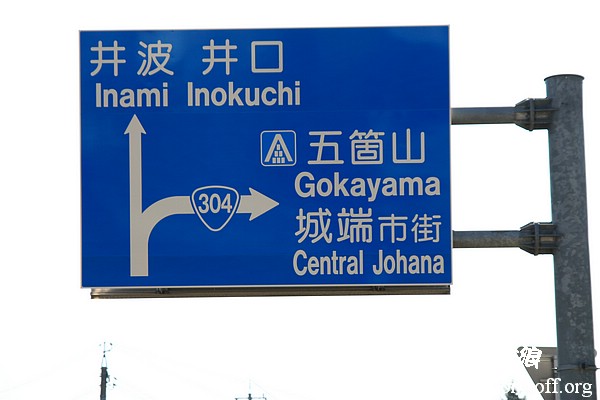 井波 井口
Inami Inokuchi
五箇山
Gokayama
304
城端市街
Central Johana